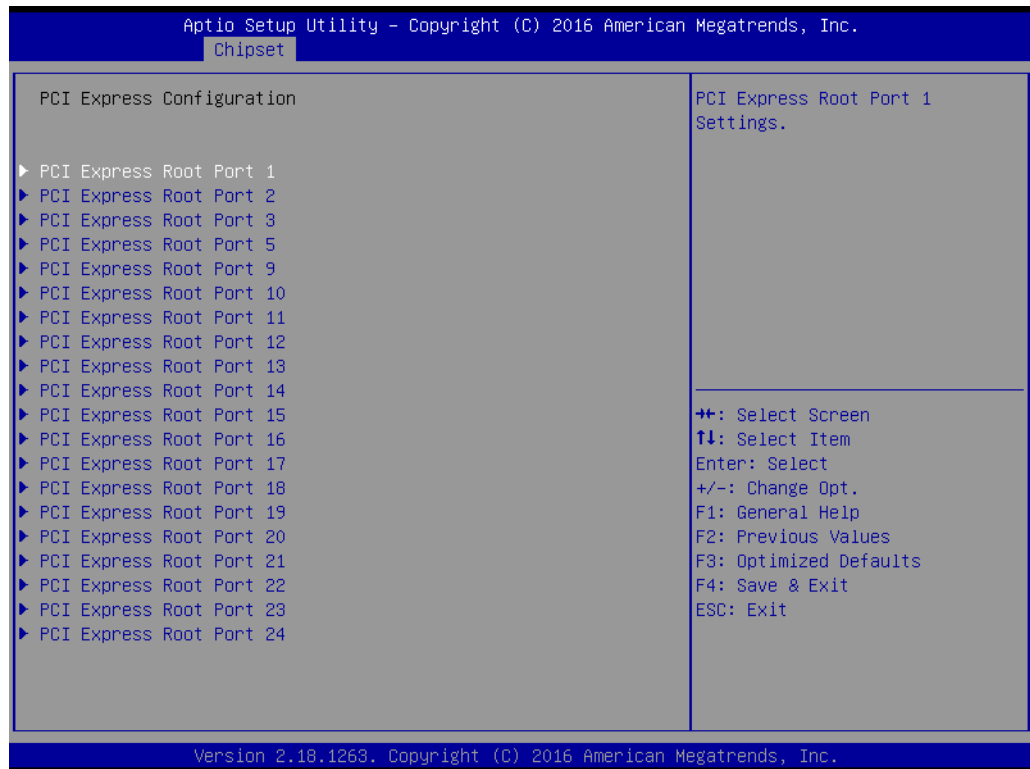 Aptio Setup Utility – Copyright (C) 2016 American Megatrends, Inc.
Chipset
PCI Express Configuration
PCI Express Root Port 1
PCI Express Root Port 2
PCI Express Root Port 3
PCI Express Root Port 5
PCI Express Root Port 9
PCI Express Root Port 10
PCI Express Root Port 11
PCI Express Root Port 12
PCI Express Root Port 13
PCI Express Root Port 14
PCI Express Root Port 15
PCI Express Root Port 16
PCI Express Root Port 17
PCI Express Root Port 18
PCI Express Root Port 19
PCI Express Root Port 20
PCI Express Root Port 21
PCI Express Root Port 22
PCI Express Root Port 23
PCI Express Root Port 24
PCI Express Root Port 1
Settings.
→←: Select Screen
↑↓: Select Item
Enter: Select
+/-: Change Opt.
F1: General Help
F2: Previous Values
F3: Optimized Defaults
F4: Save & Exit
ESC: Exit
Version 2.18.1263. Copyright (C) 2016 American Megatrends, Inc.